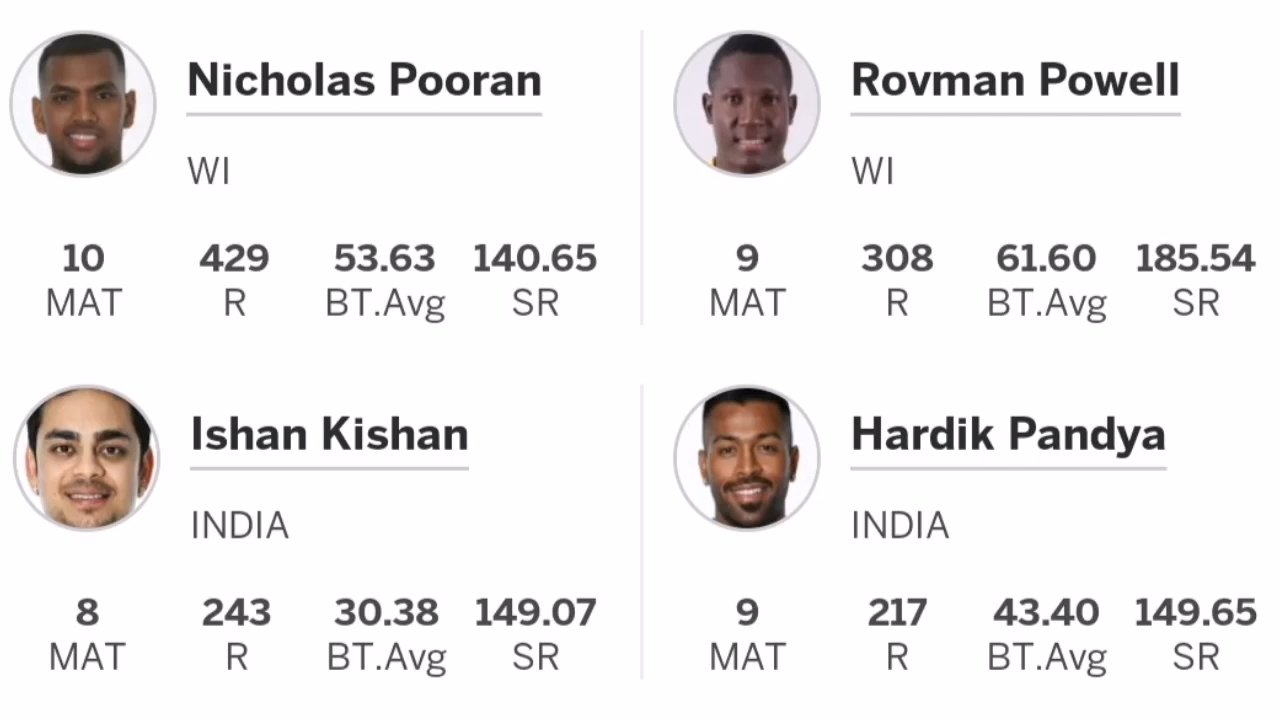 Nicholas Pooran
WI
10 429 53.63 140.65
MAT R BT.Avg SR
Rovman Powell
WI
9 308 61.60 185.54
MAT R BT.Avg SR
Ishan Kishan
INDIA
8 243 30.38 149.07
MAT R BT.Avg SR
Hardik Pandya
INDIA
9 217 43.40 149.65
MAT R BT.Avg SR